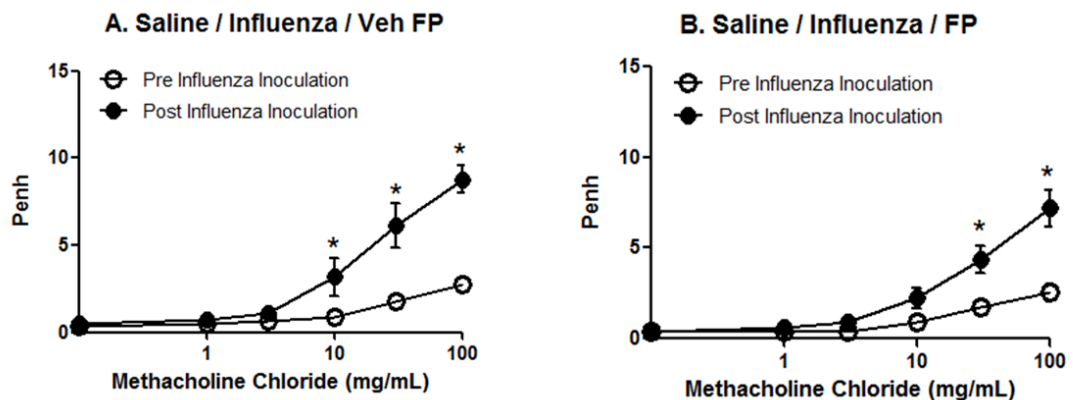 A. Saline / Influenza / Veh FP
15
Pre Influenza Inoculation
Post Influenza Inoculation
10
5
0
Penh
*
*
*
1
10
100
Methacholine Chloride (mg/mL)
B. Saline / Influenza / FP
15
Pre Influenza Inoculation
Post Influenza Inoculation
10
5
0
Penh
*
*
1
10
100
Methacholine Chloride (mg/mL)